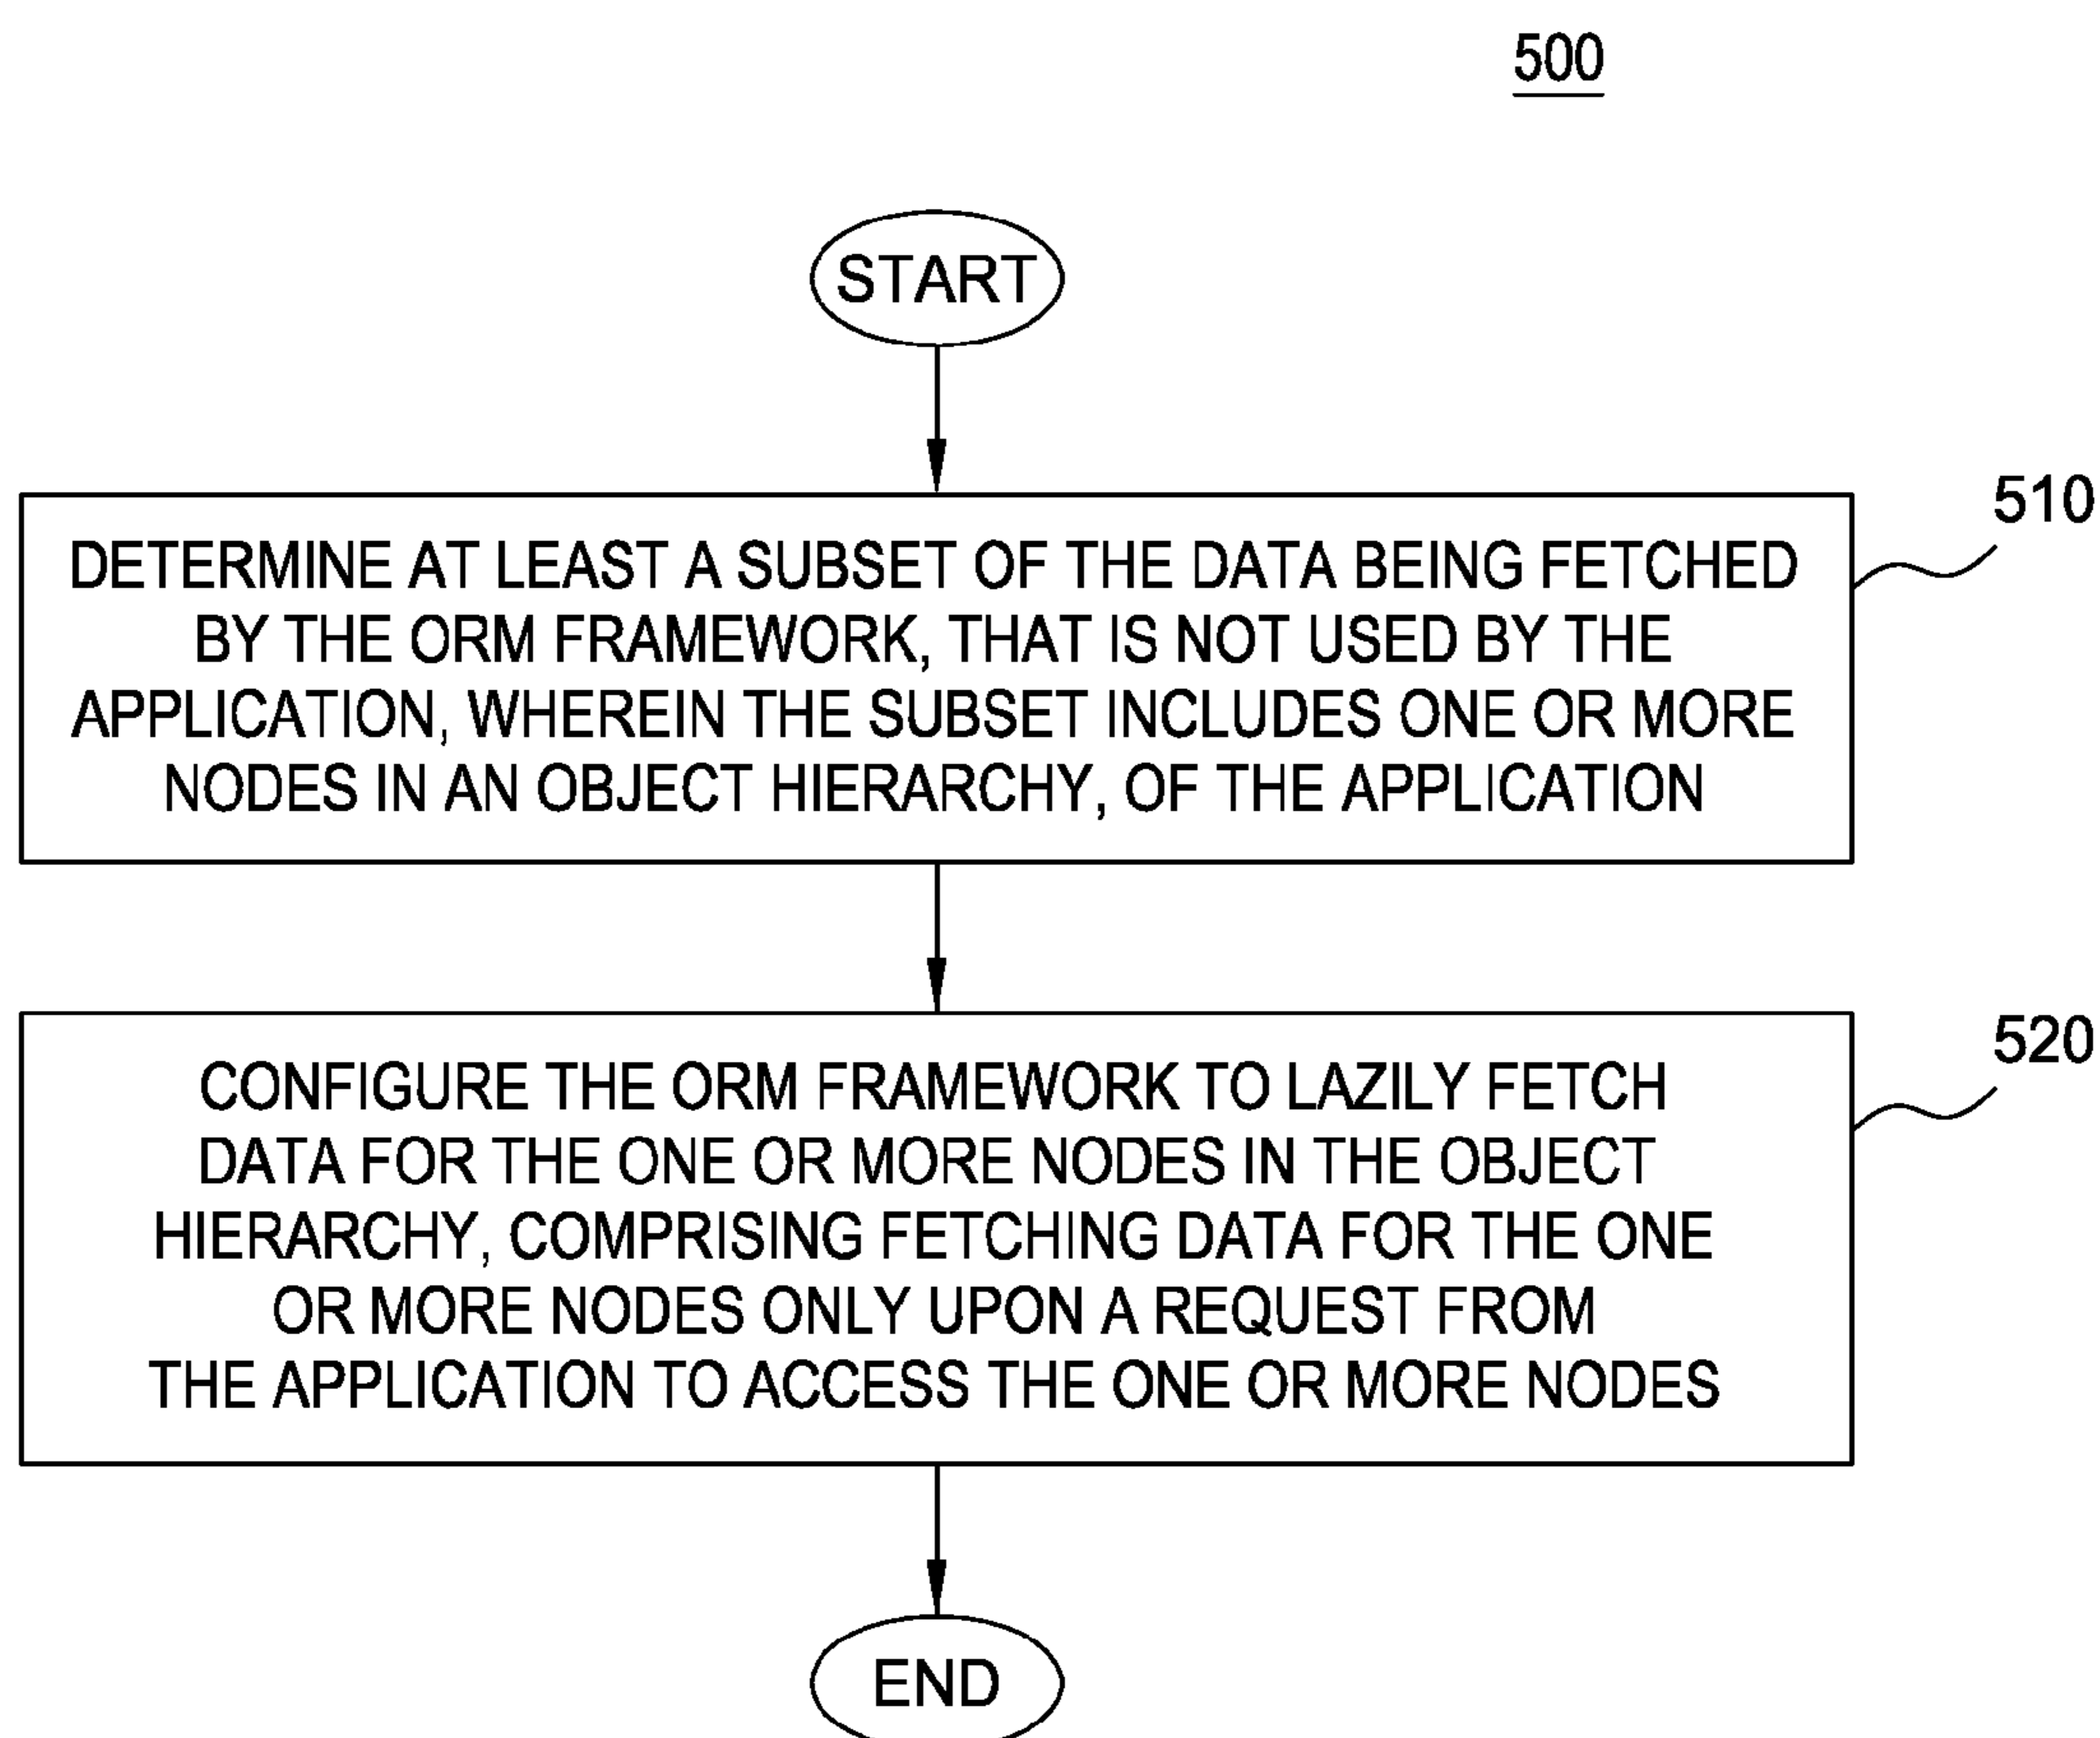 500
START
510
DETERMINE AT LEAST A SUBSET OF THE DATA BEING FETCHED
BY THE ORM FRAMEWORK, THAT IS NOT USED BY THE
APPLICATION, WHEREIN THE SUBSET INCLUDES ONE OR MORE
NODES IN AN OBJECT HIERARCHY, OF THE APPLICATION
520
CONFIGURE THE ORM FRAMEWORK TO LAZILY FETCH
DATA FOR THE ONE OR MORE NODES IN THE OBJECT
HIERARCHY, COMPRISING FETCHING DATA FOR THE ONE
OR MORE NODES ONLY UPON A REQUEST FROM
THE APPLICATION TO ACCESS THE ONE OR MORE NODES
END